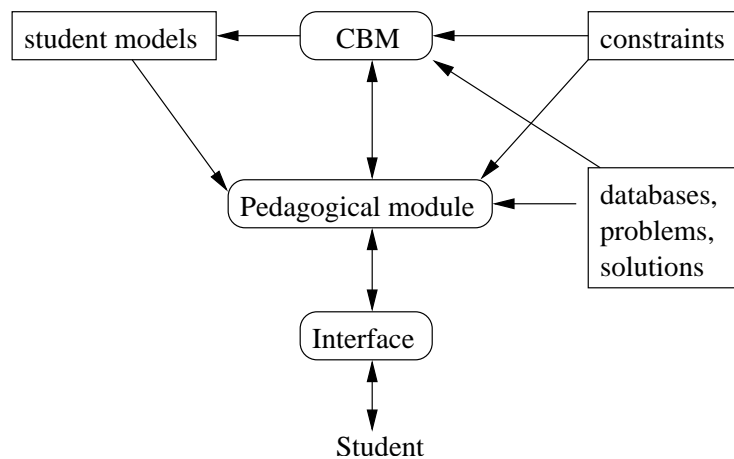 student models
CBM
constraints
Pedagogical module
databases,
problems,
solutions
Interface
Student